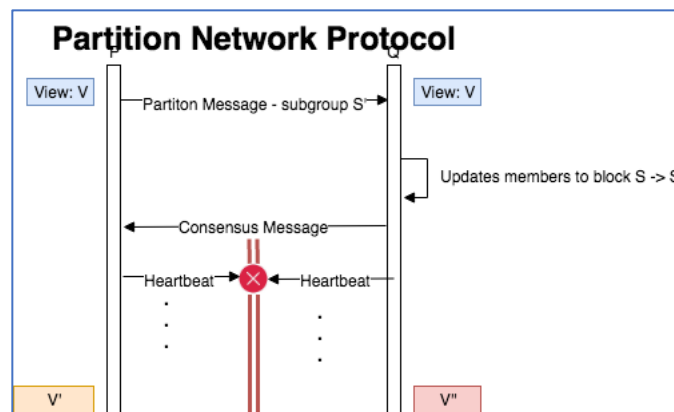 Partition Network Protocol
P
Q
View: V
View: V
Partiton Message - subgroup S'
Updates members to block S -> S
Consensus Message
Heartbeat
Heartbeat
V'
V"